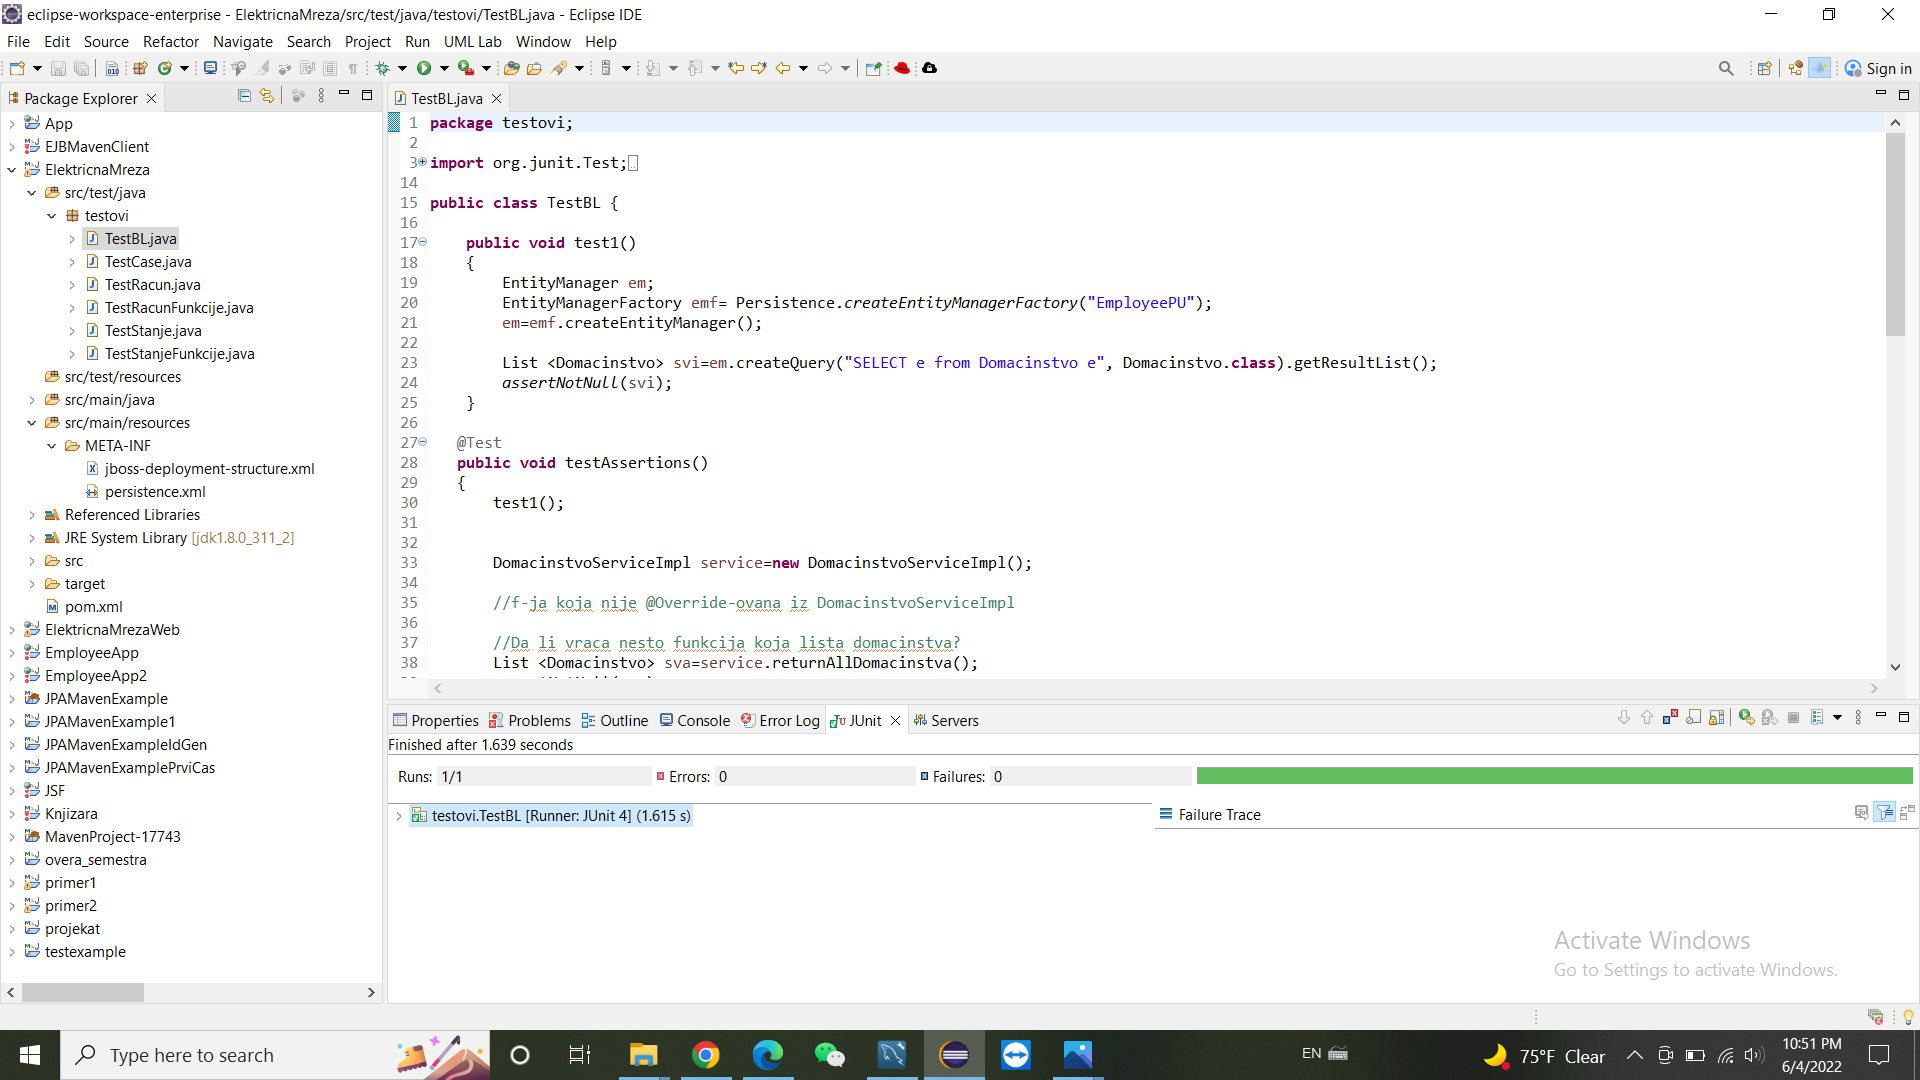 eclipse-workspace-enterprise - ElektricnaMreza/src/test/java/testovi/TestBL.java - Eclipse IDE
File Edit Source Refactor Navigate Search Project Run UML Lab Window Help
Sign in
Package Explorer
App
EJBMavenClient
ElektricnaMreza
src/test/java
testovi
TestBL.java
TestCase.java
TestRacun.java
TestRacunFunkcije.java
TestStanje.java
TestStanjeFunkcije.java
src/test/resources
src/main/java
src/main/resources
META-INF
jboss-deployment-structure.xml
persistence.xml
Referenced Libraries
JRE System Library [jdk1.8.0_311_2]
src
target
pom.xml
ElektricnaMrezaWeb
EmployeeApp
EmployeeApp2
JPAMavenExample
JPAMavenExample1
JPAMavenExampleIdGen
JPAMavenExamplePrviCas
JSF
Knjizara
MavenProject-17743
overa_semestra
primer1
primer2
projekat
testexample
TestBL.java
1 package testovi;
2
3 import org.junit.Test;
14
15 public class TestBL {
16
17 public void test1()
18 {
19 EntityManager em;
20 EntityManagerFactory emf= Persistence.createEntityManagerFactory("EmployeePU");
21 em=emf.createEntityManager();
22
23 List <Domacinstvo> svi=em.createQuery("SELECT e from Domacinstvo e", Domacinstvo.class).getResultList();
24 assertNotNull(svi);
25 }
26
27 @Test
28 public void testAssertions()
29 {
30 test1();
31
32
33 DomacinstvoServiceImpl service=new DomacinstvoServiceImpl();
34
35 //f-ja koja nije @Override-ovana iz DomacinstvoServiceImpl
36
37 //Da li vraca nesto funkcija koja lista domacinstva?
38 List <Domacinstvo> sva=service.returnAllDomacinstva();
Properties Problems Outline Console Error Log JUnit Servers
Finished after 1.639 seconds
Runs: 1/1 Errors: 0 Failures: 0
testovi.TestBL [Runner: JUnit 4] (1.615 s)
Failure Trace
Activate Windows
Go to Settings to activate Windows.
Type here to search
EN
75°F Clear
10:51 PM
6/4/2022